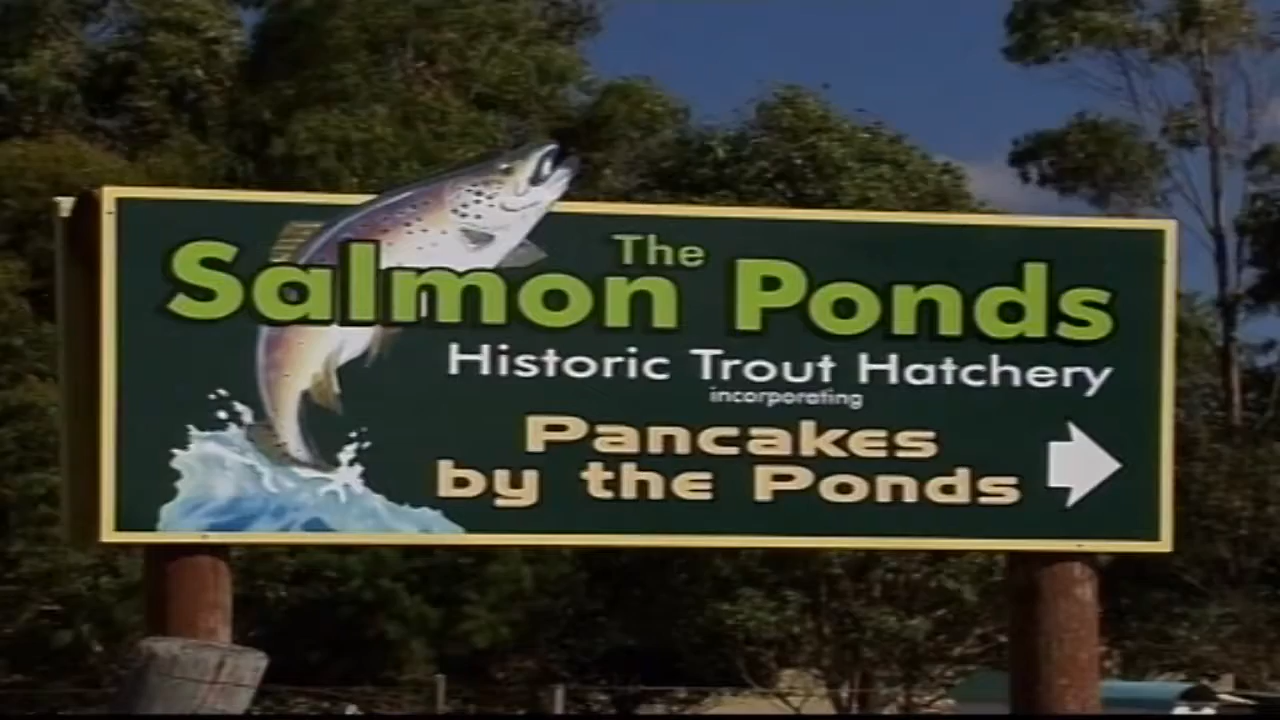 The
Salmon Ponds
Historic Trout Hatchery
incorporating
Pancakes
by the Ponds